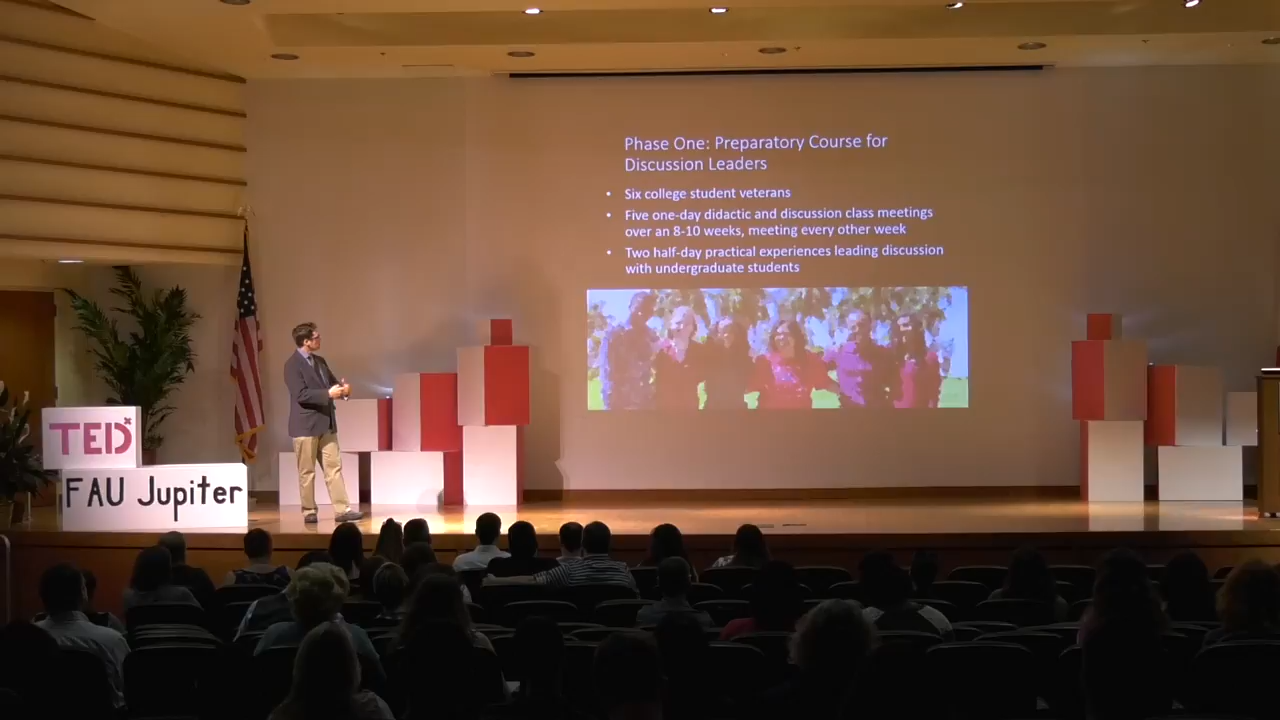 Phase One: Preparatory Course for
Discussion Leaders
• Six college student veterans
• Five one-day didactic and discussion class meetings
over an 8-10 weeks, meeting every other week
• Two half-day practical experiences leading discussion
with undergraduate students
TEDx
FAU Jupiter